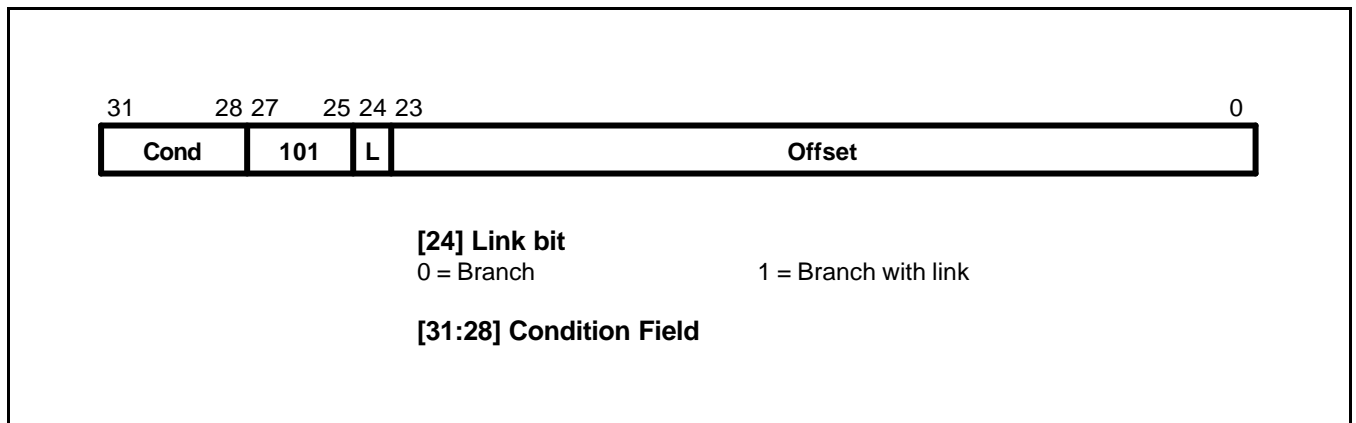 31 28 27 25 24 23 0
Cond 101 L Offset
[24] Link bit
0 = Branch 1 = Branch with link
[31:28] Condition Field